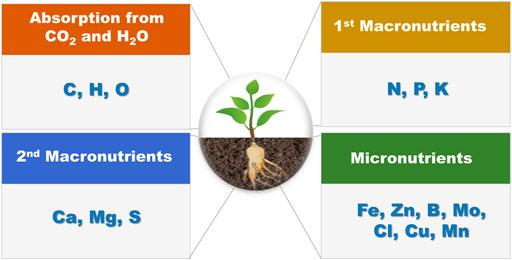 Absorption from
CO₂ and H₂O
C, H, O
1st Macronutrients
N, P, K
2nd Macronutrients
Ca, Mg, S
Micronutrients
Fe, Zn, B, Mo,
Cl, Cu, Mn